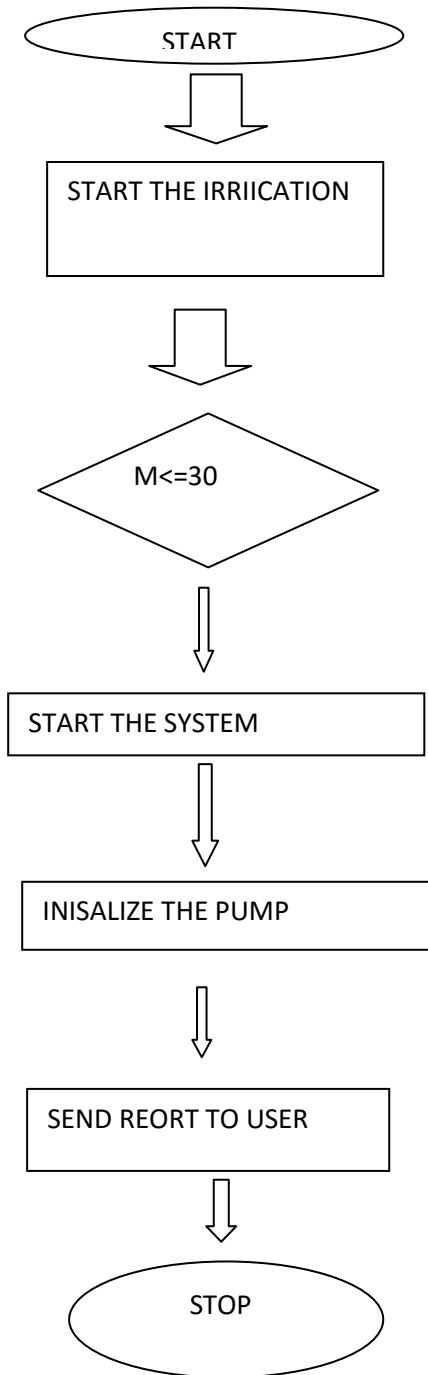 START
START THE IRRIICATION
M<=30
START THE SYSTEM
INISALIZE THE PUMP
SEND REORT TO USER
STOP